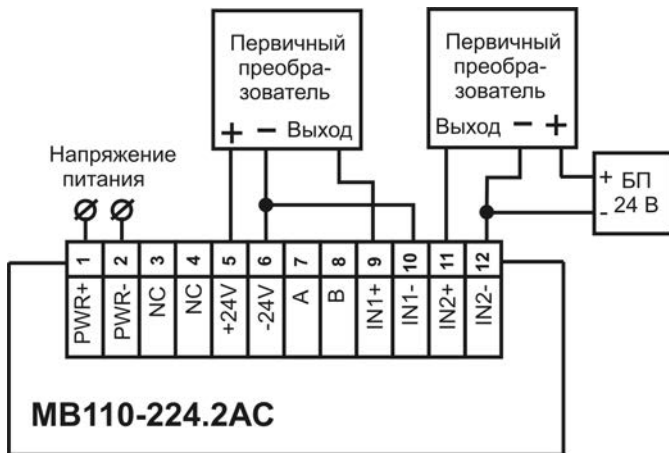 Первичный
преобра-
зователь
+ − Выход
Первичный
преобра-
зователь
Выход − +
Напряжение
питания
+ БП
- 24 В
1 2 3 4 5 6 7 8 9 10 11 12
PWR+ PWR- NC NC +24V -24V A B IN1+ IN1- IN2+ IN2-
МВ110-224.2АС